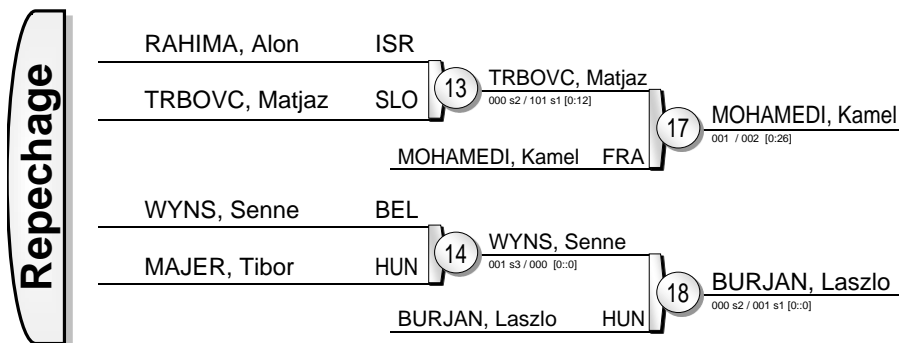 Repechage
RAHIMA, Alon ISR
TRBOVC, Matjaz SLO
13
TRBOVC, Matjaz
000 s2 / 101 s1 [0:12]
MOHAMEDI, Kamel FRA
17
MOHAMEDI, Kamel
001 / 002 [0:26]
WYNS, Senne BEL
MAJER, Tibor HUN
14
WYNS, Senne
001 s3 / 000 [0::0]
BURJAN, Laszlo HUN
18
BURJAN, Laszlo
000 s2 / 001 s1 [0::0]